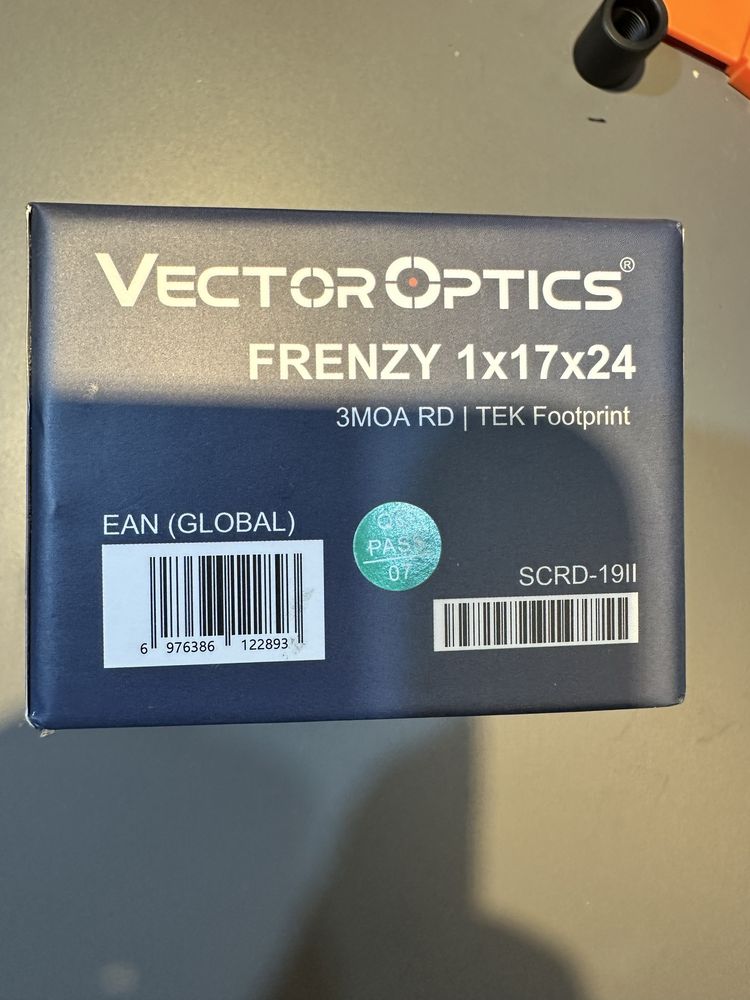 VECTOROPTICS®
FRENZY 1x17x24
3MOA RD | TEK Footprint
EAN (GLOBAL)
QC
PASS
07
SCRD-19II
6 976386 122893